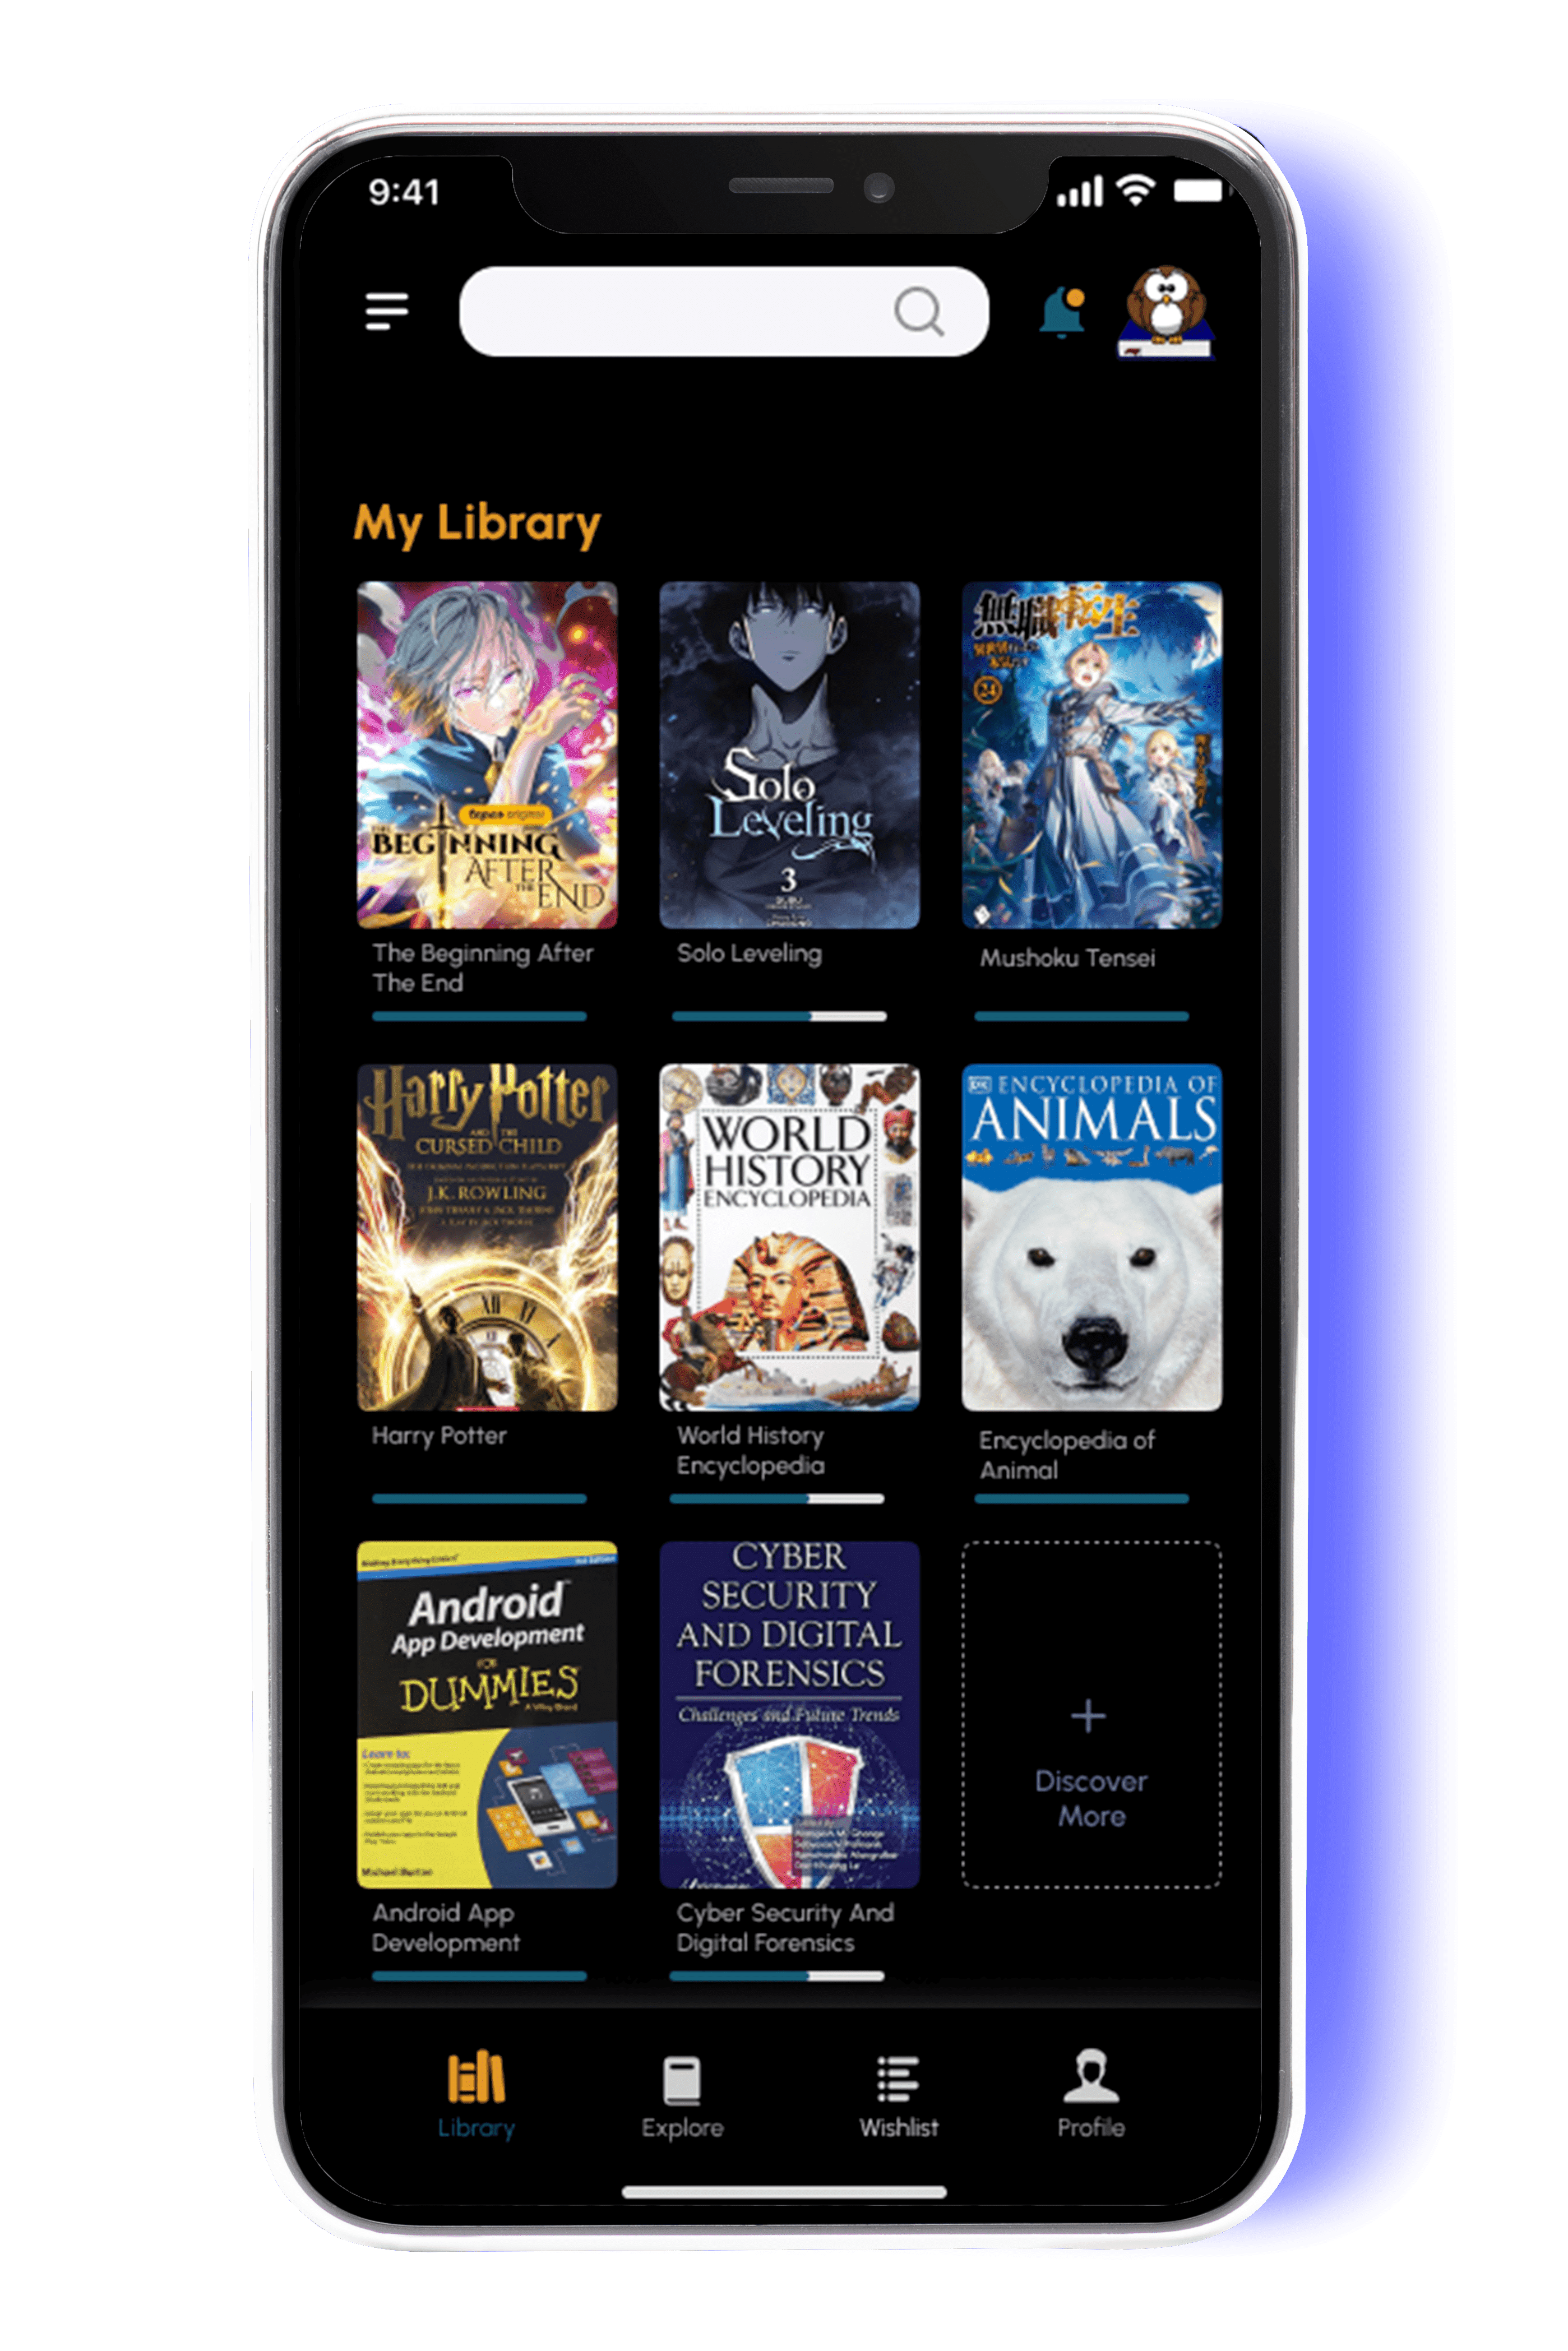 9:41
My Library
tapas original
THE
BEGINNING
AFTER
THE END
Solo
Leveling
3
無職転生
24
The Beginning After
The End
Solo Leveling
Mushoku Tensei
Harry Potter
AND THE
CURSED CHILD
J.K. ROWLING
WORLD
HISTORY
ENCYCLOPEDIA
DK ENCYCLOPEDIA OF
ANIMALS
Harry Potter
World History
Encyclopedia
Encyclopedia of
Animal
Android
App Development
FOR
DUMMIES
A Wiley Brand
Learn to:
Michael Burton
CYBER
SECURITY
AND DIGITAL
FORENSICS
Challenges and Future Trends
+
Discover
More
Android App
Development
Cyber Security And
Digital Forensics
Library
Explore
Wishlist
Profile